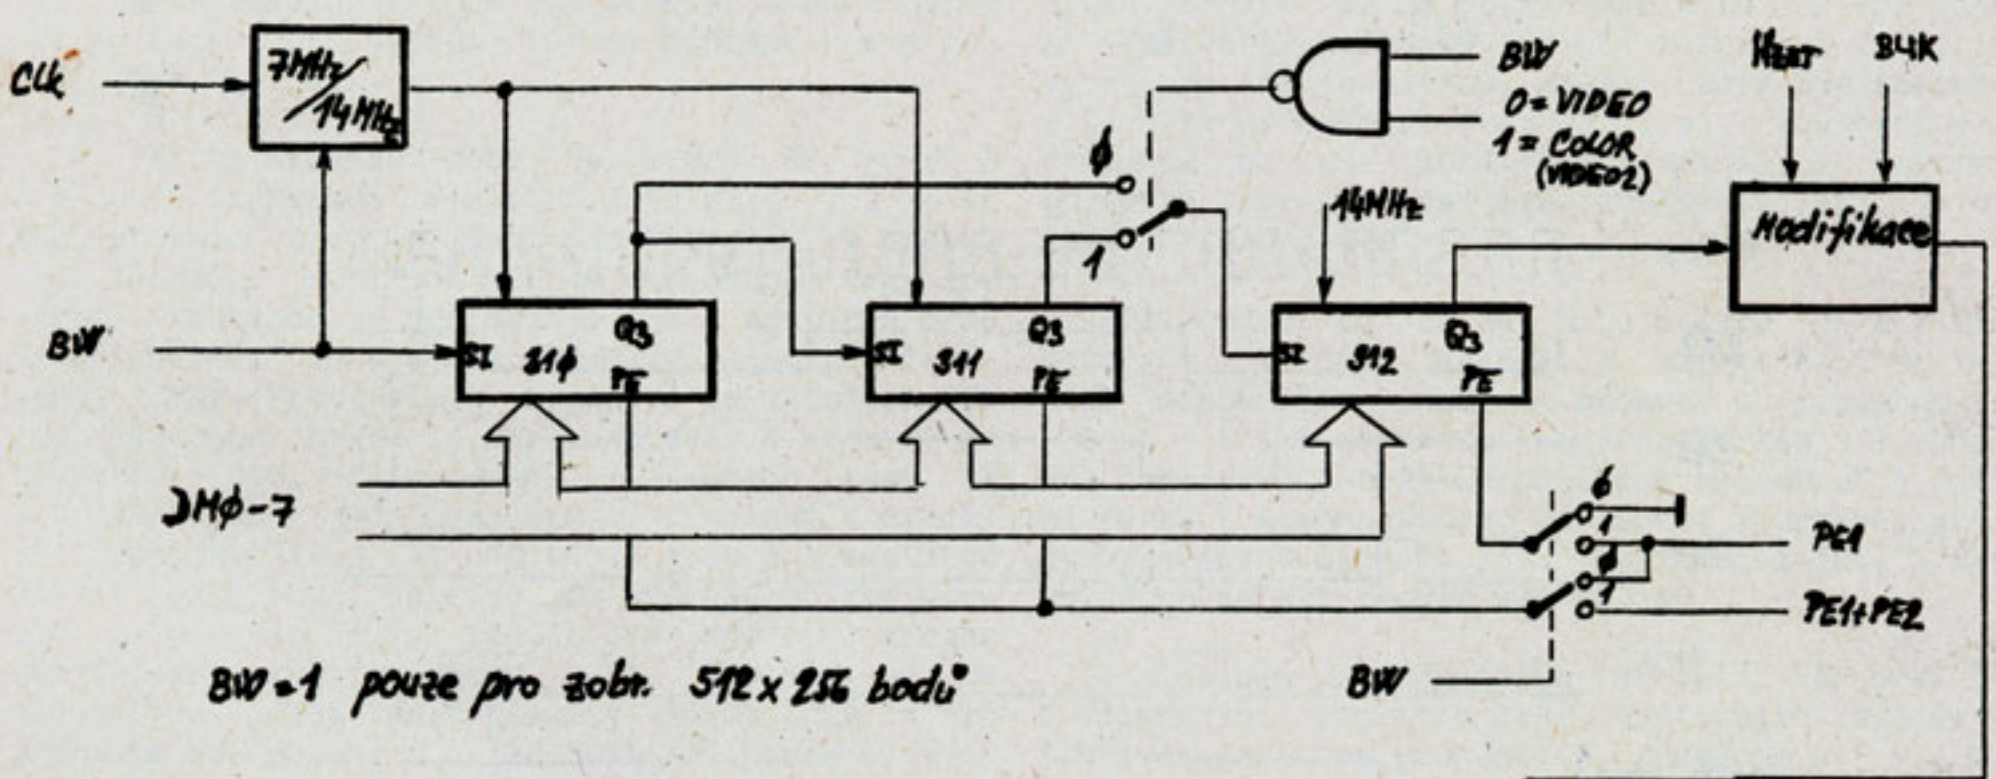 CLK
7MHz/
14MHz
BW
0 = VIDEO
1 = COLOR
(VIDEO2)
BLK
ϕ
1
14MHz
Modifikace
BW
SI
31ϕ
Q3
PE
SI
311
Q3
PE
SI
312
Q3
PE
DMϕ-7
ϕ
1
PE1
ϕ
1
PE1+PE2
BW
BW=1 pouze pro zobr. 512 x 256 bodů